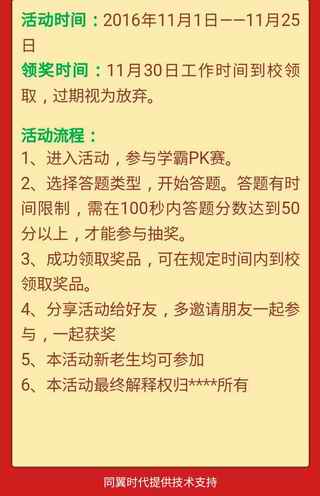 活动时间：2016年11月1日——11月25
日
领奖时间：11月30日工作时间到校领
取，过期视为放弃。
活动流程：
1、进入活动，参与学霸PK赛。
2、选择答题类型，开始答题。答题有时
间限制，需在100秒内答题分数达到50
分以上，才能参与抽奖。
3、成功领取奖品，可在规定时间内到校
领取奖品。
4、分享活动给好友，多邀请朋友一起参
与，一起获奖
5、本活动新老生均可参加
6、本活动最终解释权归****所有
同翼时代提供技术支持